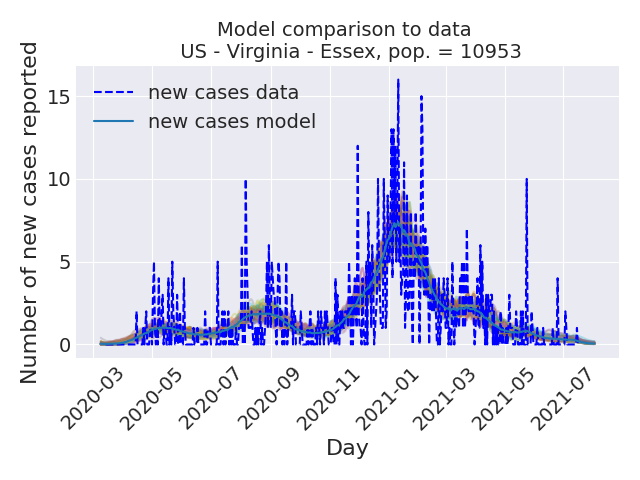 Model comparison to data
US - Virginia - Essex, pop. = 10953
Number of new cases reported
new cases data
new cases model
15
10
5
0
2020-03
2020-05
2020-07
2020-09
2020-11
2021-01
2021-03
2021-05
2021-07
Day